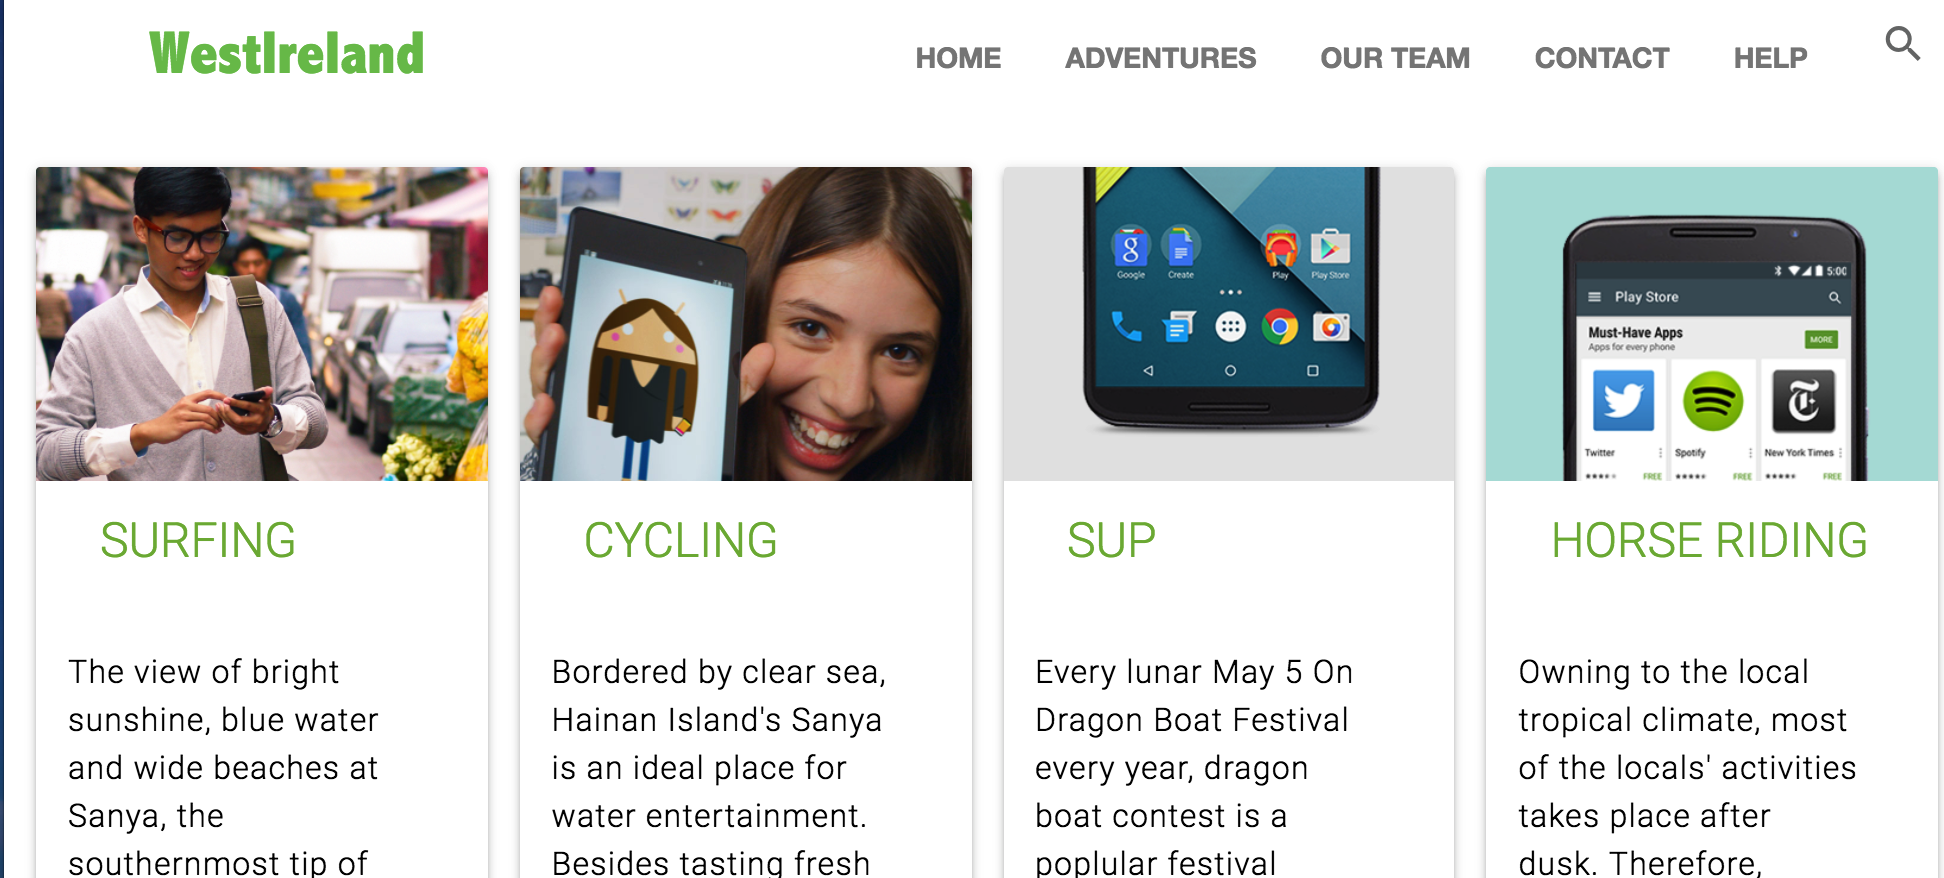 WestIreland
HOME ADVENTURES OUR TEAM CONTACT HELP
Google Create Play Play Store
5:00
Play Store
Must-Have Apps
Apps for every phone
MORE
Twitter Spotify New York Times
FREE FREE FREE
SURFING
The view of bright
sunshine, blue water
and wide beaches at
Sanya, the
southernmost tip of
CYCLING
Bordered by clear sea,
Hainan Island's Sanya
is an ideal place for
water entertainment.
Besides tasting fresh
SUP
Every lunar May 5 On
Dragon Boat Festival
every year, dragon
boat contest is a
poplular festival
HORSE RIDING
Owning to the local
tropical climate, most
of the locals' activities
takes place after
dusk. Therefore,